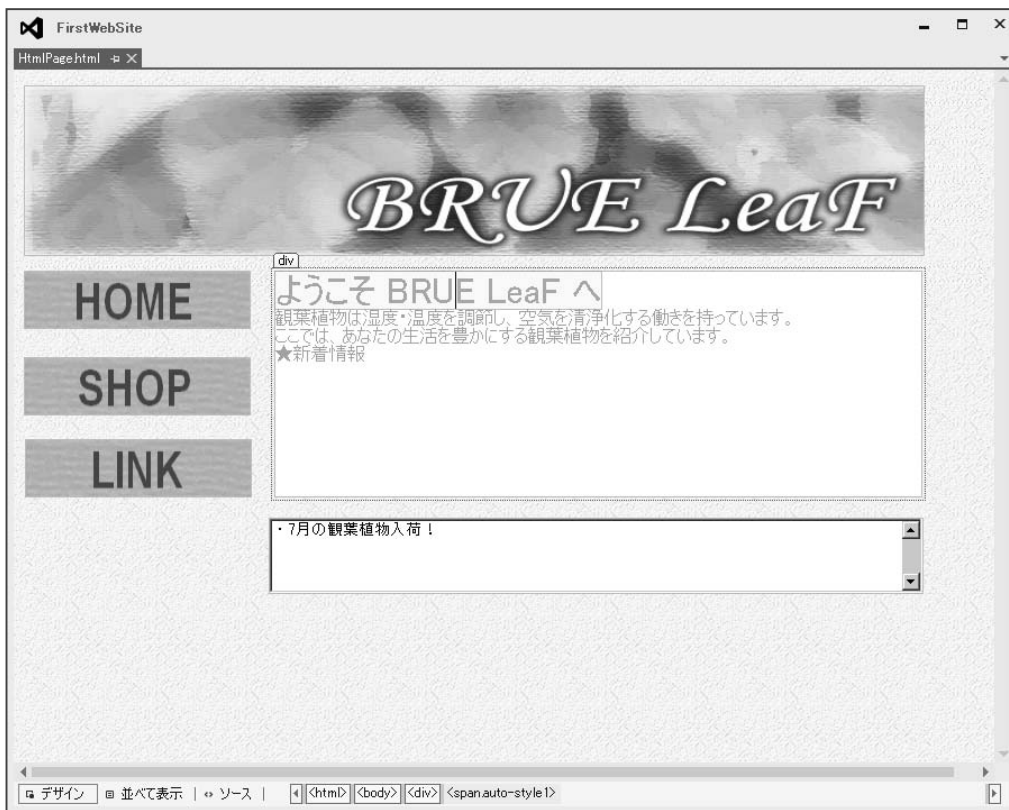 FirstWebSite
HtmlPage.html
BRUE LeaF
div
HOME
SHOP
LINK
ようこそ BRUE LeaF へ
観葉植物は湿度・温度を調節し、空気を清浄化する働きを持っています。
ここでは、あなたの生活を豊かにする観葉植物を紹介しています。
★新着情報
・7月の観葉植物入荷！
デザイン 並べて表示 | ソース | <html> <body> <div> <span.auto-style1>